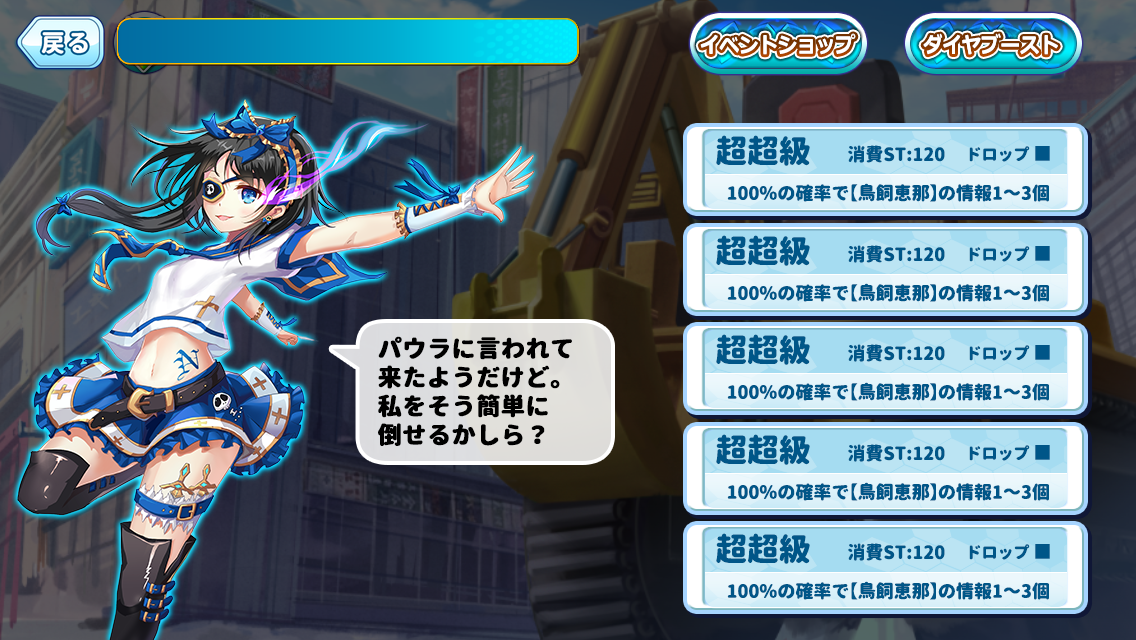 戻る
イベントショップ
ダイヤブースト
超超級 消費ST:120 ドロップ ■
100%の確率で【鳥飼恵那】の情報1〜3個
超超級 消費ST:120 ドロップ ■
100%の確率で【鳥飼恵那】の情報1〜3個
超超級 消費ST:120 ドロップ ■
100%の確率で【鳥飼恵那】の情報1〜3個
超超級 消費ST:120 ドロップ ■
100%の確率で【鳥飼恵那】の情報1〜3個
超超級 消費ST:120 ドロップ ■
100%の確率で【鳥飼恵那】の情報1〜3個
パウラに言われて
来たようだけど。
私をそう簡単に
倒せるかしら？
N